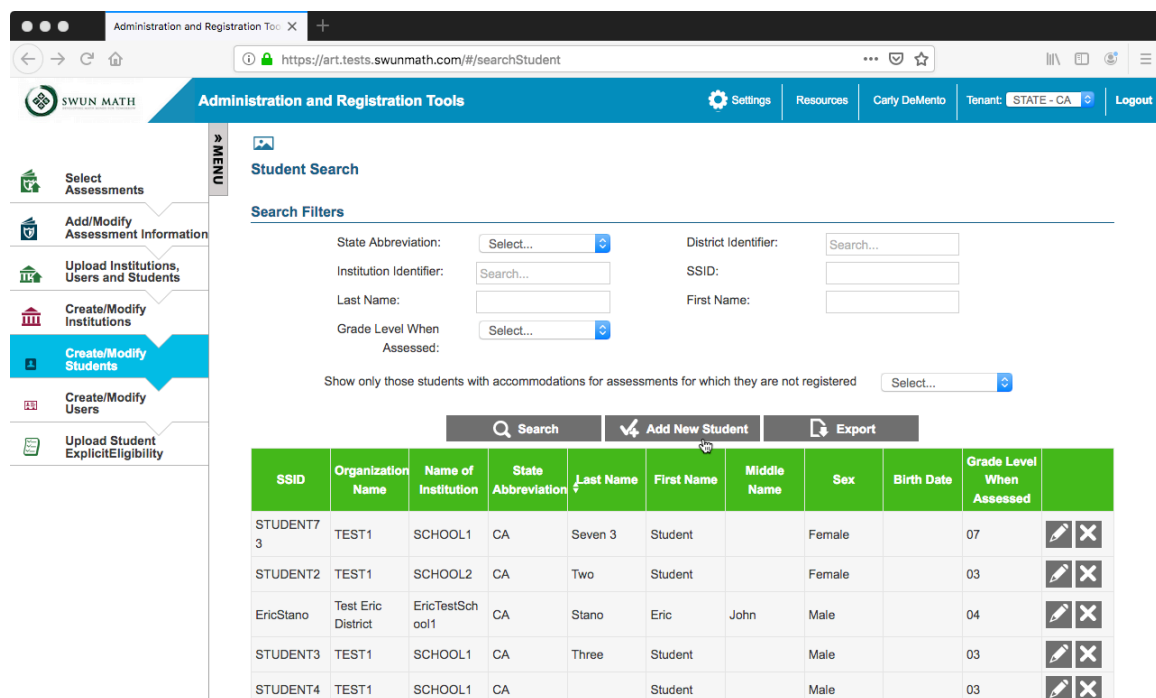 Administration and Registration Too
https://art.tests.swunmath.com/#/searchStudent
SWUN MATH
Administration and Registration Tools
Settings
Resources
Carly DeMento
Tenant: STATE - CA
Logout
» MENU
Select
Assessments
Add/Modify
Assessment Information
Upload Institutions,
Users and Students
Create/Modify
Institutions
Create/Modify
Students
Create/Modify
Users
Upload Student
ExplicitEligibility
Student Search
Search Filters
State Abbreviation: Select... District Identifier: Search...
Institution Identifier: Search... SSID:
Last Name: First Name:
Grade Level When
Assessed: Select...
Show only those students with accommodations for assessments for which they are not registered Select...
Search Add New Student Export
SSID Organization Name Name of Institution State Abbreviation Last Name First Name Middle Name Sex Birth Date Grade Level When Assessed
STUDENT7
3 TEST1 SCHOOL1 CA Seven 3 Student Female 07
STUDENT2 TEST1 SCHOOL2 CA Two Student Female 03
EricStano Test Eric District EricTestSch
ool1 CA Stano Eric John Male 04
STUDENT3 TEST1 SCHOOL1 CA Three Student Male 03
STUDENT4 TEST1 SCHOOL1 CA Student Male 03